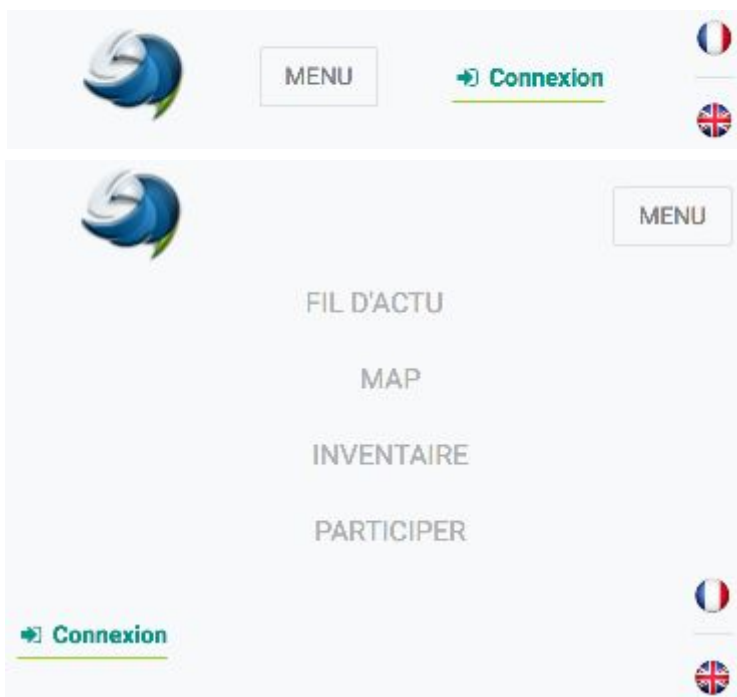 MENU
Connexion
MENU
FIL D'ACTU
MAP
INVENTAIRE
PARTICIPER
Connexion